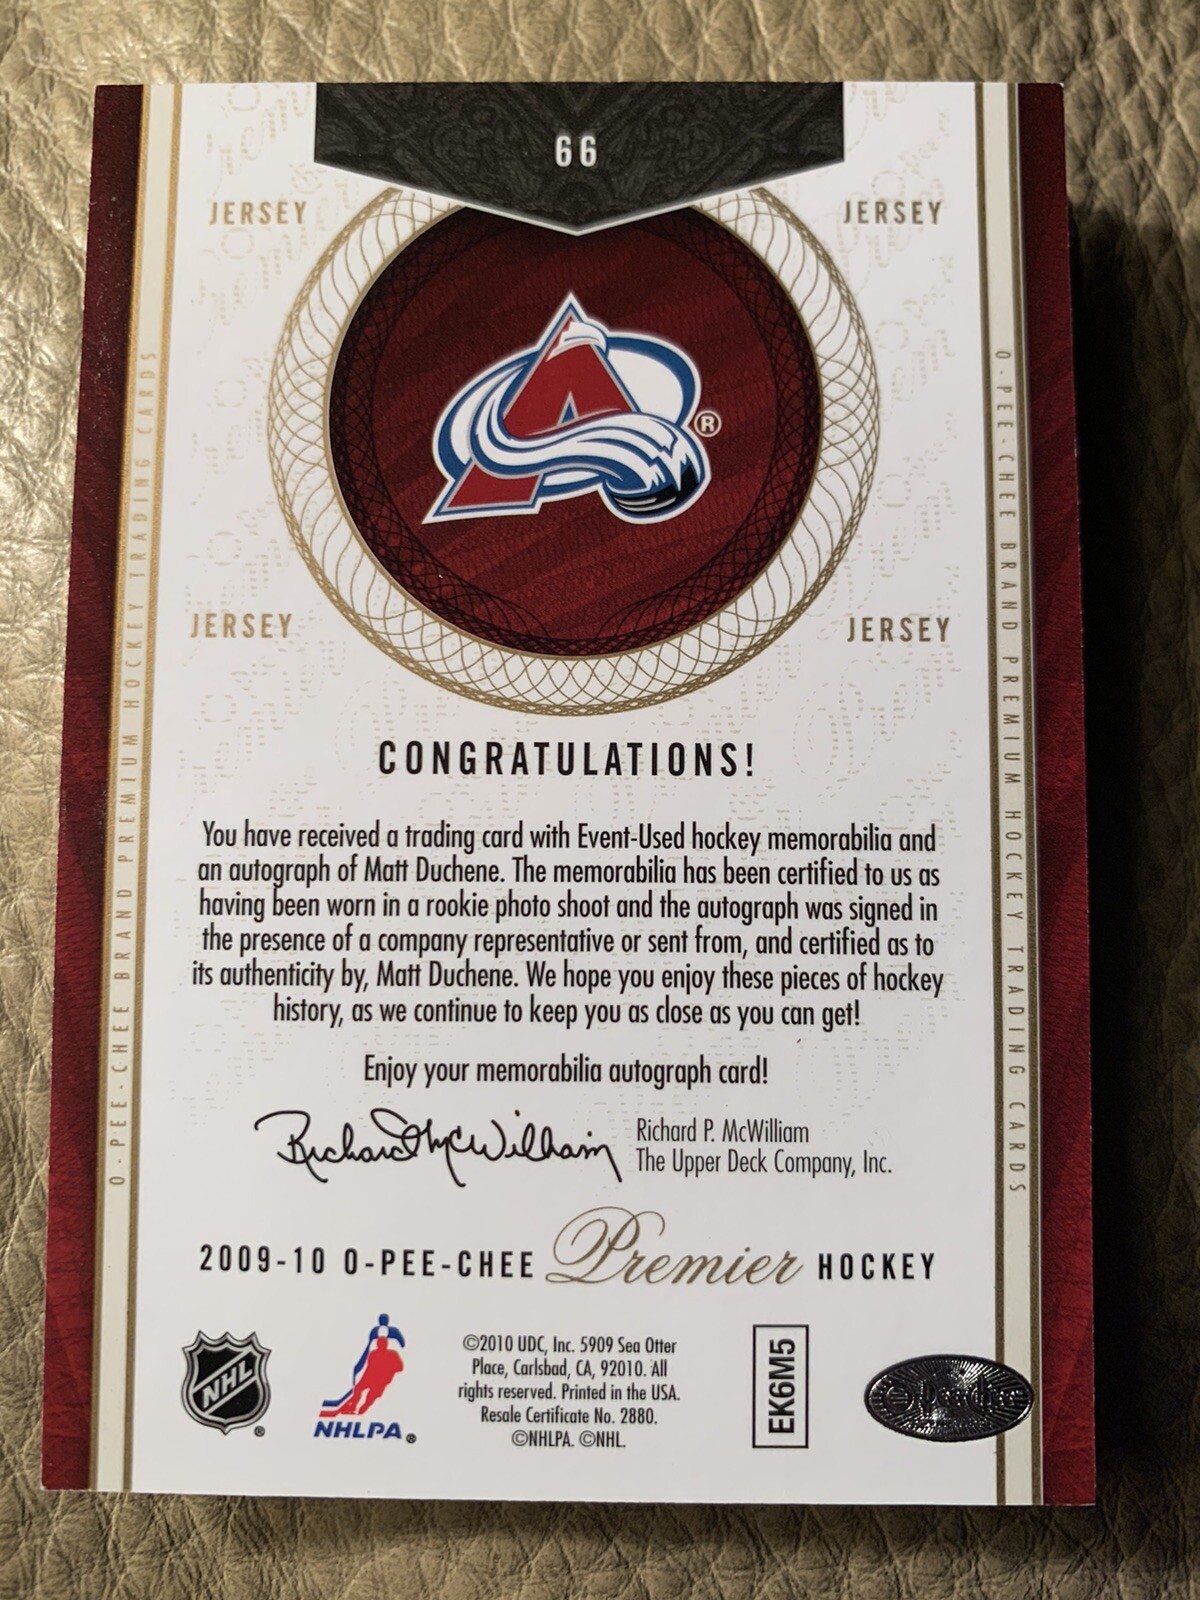 66
JERSEY JERSEY
®
JERSEY JERSEY
O-PEE-CHEE BRAND PREMIUM HOCKEY TRADING CARDS
O-PEE-CHEE BRAND PREMIUM HOCKEY TRADING CARDS
CONGRATULATIONS!
You have received a trading card with Event-Used hockey memorabilia and
an autograph of Matt Duchene. The memorabilia has been certified to us as
having been worn in a rookie photo shoot and the autograph was signed in
the presence of a company representative or sent from, and certified as to
its authenticity by, Matt Duchene. We hope you enjoy these pieces of hockey
history, as we continue to keep you as close as you can get!
Enjoy your memorabilia autograph card!
Richard McWilliam
Richard P. McWilliam
The Upper Deck Company, Inc.
2009-10 O-PEE-CHEE Premier HOCKEY
NHL ®
NHLPA ®
©2010 UDC, Inc. 5909 Sea Otter
Place, Carlsbad, CA, 92010. All
rights reserved. Printed in the USA.
Resale Certificate No. 2880.
©NHLPA. ©NHL.
EK6M5
O-Pee-Chee